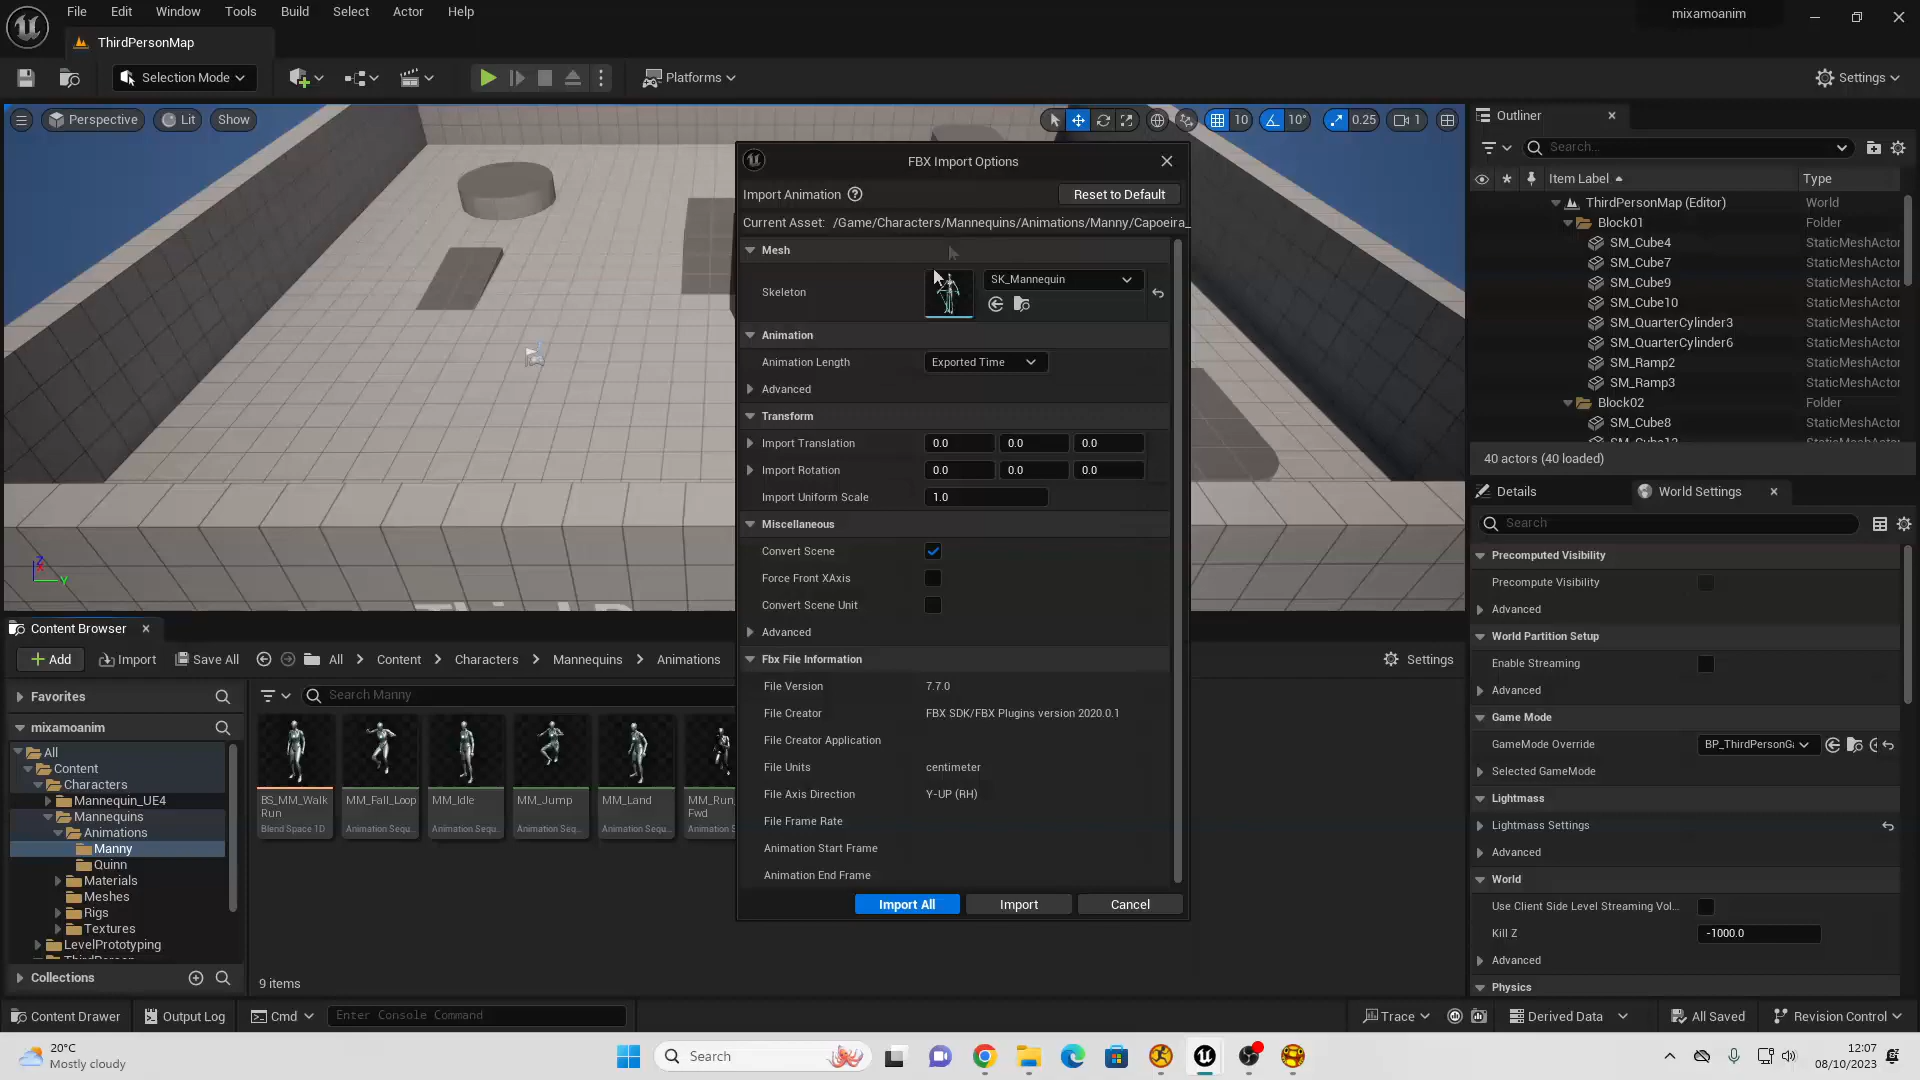 File Edit Window Tools Build Select Actor Help
mixamoanim
ThirdPersonMap
Selection Mode
Platforms
Settings
Perspective
Lit
Show
10
10°
0.25
1
FBX Import Options
Import Animation
Reset to Default
Current Asset: /Game/Characters/Mannequins/Animations/Manny/Capoeira_
Mesh
Skeleton
SK_Mannequin
Animation
Animation Length Exported Time
Advanced
Transform
Import Translation 0.0 0.0 0.0
Import Rotation 0.0 0.0 0.0
Import Uniform Scale 1.0
Miscellaneous
Convert Scene
Force Front XAxis
Convert Scene Unit
Advanced
Fbx File Information
File Version 7.7.0
File Creator FBX SDK/FBX Plugins version 2020.0.1
File Creator Application
File Units centimeter
File Axis Direction Y-UP (RH)
File Frame Rate
Animation Start Frame
Animation End Frame
Import All
Import
Cancel
Outliner
Search...
Item Label Type
ThirdPersonMap (Editor) World
Block01 Folder
SM_Cube4 StaticMeshActor
SM_Cube7 StaticMeshActor
SM_Cube9 StaticMeshActor
SM_Cube10 StaticMeshActor
SM_QuarterCylinder3 StaticMeshActor
SM_QuarterCylinder6 StaticMeshActor
SM_Ramp2 StaticMeshActor
SM_Ramp3 StaticMeshActor
Block02 Folder
SM_Cube8 StaticMeshActor
40 actors (40 loaded)
Details
World Settings
Search
Precomputed Visibility
Precompute Visibility
Advanced
World Partition Setup
Enable Streaming
Advanced
Game Mode
GameMode Override BP_ThirdPersonGa
Selected GameMode
Lightmass
Lightmass Settings
Advanced
World
Use Client Side Level Streaming Vol...
Kill Z -1000.0
Advanced
Physics
Content Browser
Add
Import
Save All
All Content Characters Mannequins Animations
Settings
Favorites
Search Manny
mixamoanim
All
Content
Characters
Mannequin_UE4
Mannequins
Animations
Manny
Quinn
Materials
Meshes
Rigs
Textures
LevelPrototyping
Collections
BS_MM_Walk
Run
Blend Space 1D
MM_Fall_Loop
Animation Sequ...
MM_Idle
Animation Sequ...
MM_Jump
Animation Sequ...
MM_Land
Animation Sequ...
MM_Run_
Fwd
Animation S
9 items
Content Drawer
Output Log
Cmd
Enter Console Command
Trace
Derived Data
All Saved
Revision Control
20°C
Mostly cloudy
Search
12:07
08/10/2023